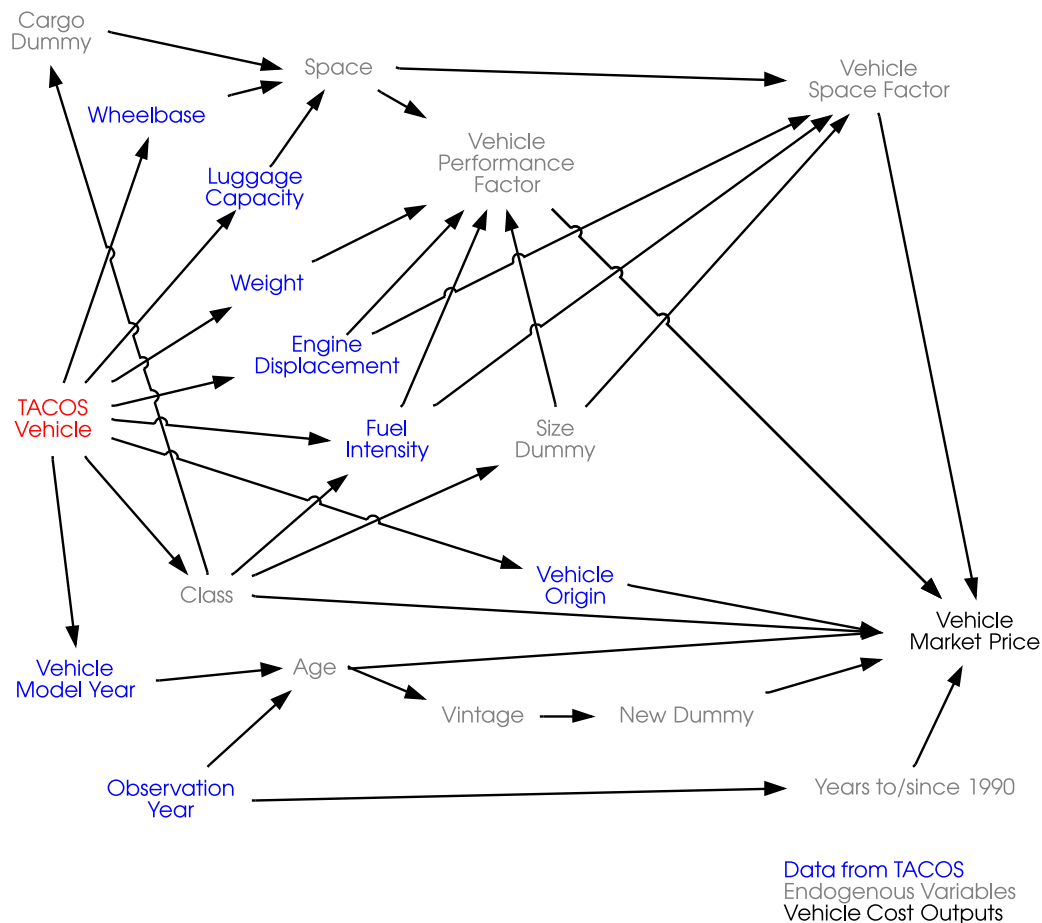 Cargo
Dummy
Space
Vehicle
Space Factor
Wheelbase
Vehicle
Performance
Factor
Luggage
Capacity
Weight
Engine
Displacement
TACOS
Vehicle
Fuel
Intensity
Size
Dummy
Class
Vehicle
Origin
Vehicle
Market Price
Vehicle
Model Year
Age
Vintage
New Dummy
Observation
Year
Years to/since 1990
Data from TACOS
Endogenous Variables
Vehicle Cost Outputs